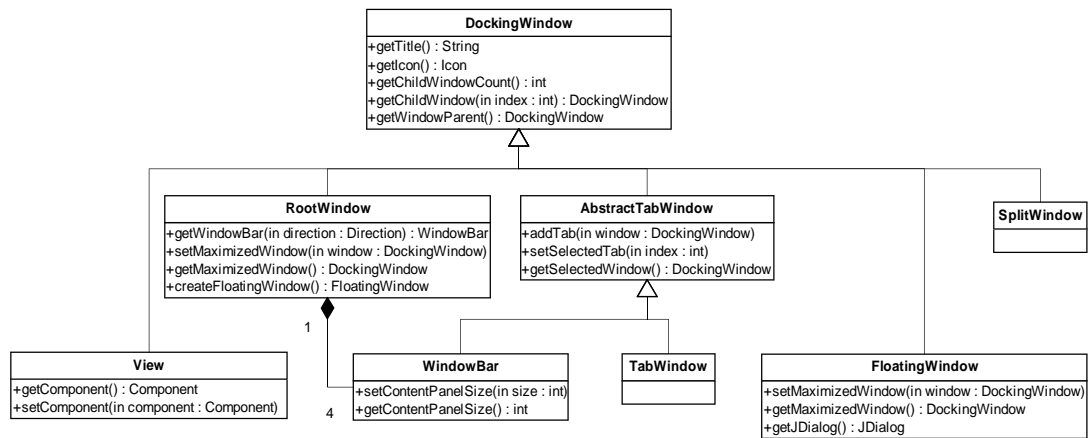 DockingWindow
+getTitle() : String
+getIcon() : Icon
+getChildWindowCount() : int
+getChildWindow(in index : int) : DockingWindow
+getWindowParent() : DockingWindow
RootWindow
+getWindowBar(in direction : Direction) : WindowBar
+setMaximizedWindow(in window : DockingWindow)
+getMaximizedWindow() : DockingWindow
+createFloatingWindow() : FloatingWindow
AbstractTabWindow
+addTab(in window : DockingWindow)
+setSelectedTab(in index : int)
+getSelectedWindow() : DockingWindow
SplitWindow
1
4
View
+getComponent() : Component
+setComponent(in component : Component)
WindowBar
+setContentPanelSize(in size : int)
+getContentPanelSize() : int
TabWindow
FloatingWindow
+setMaximizedWindow(in window : DockingWindow)
+getMaximizedWindow() : DockingWindow
+getJDialog() : JDialog